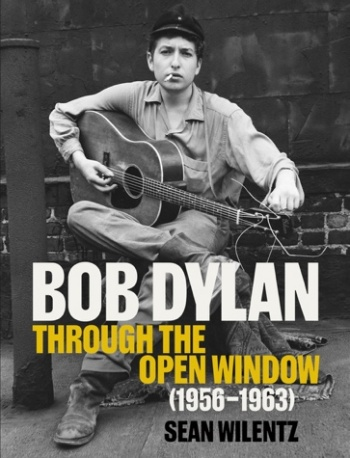 BOB DYLAN
THROUGH THE
OPEN WINDOW
(1956–1963)
SEAN WILENTZ